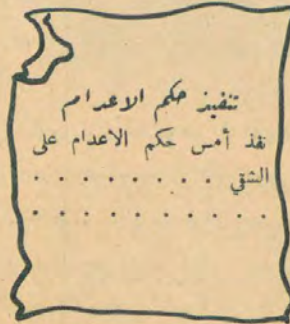 تنفيذ حكم الاعدام
نفذ أمس حكم الاعدام على
الشقي . . . . . . . .
. . . . . . . . . .